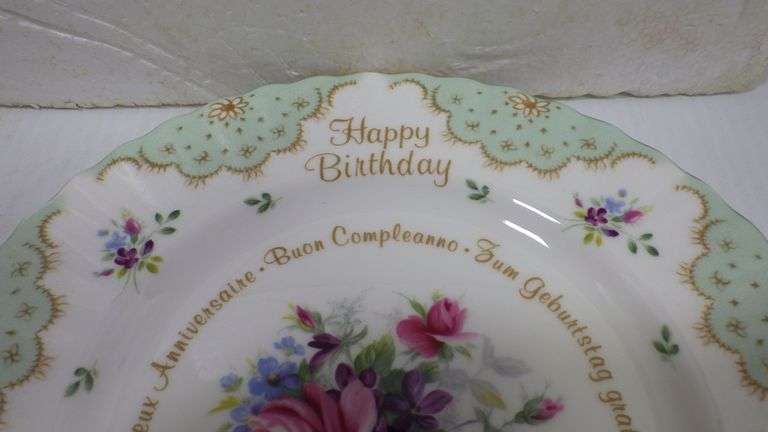 Happy
Birthday
Anniversaire · Buon Compleanno · Zum Geburtstag